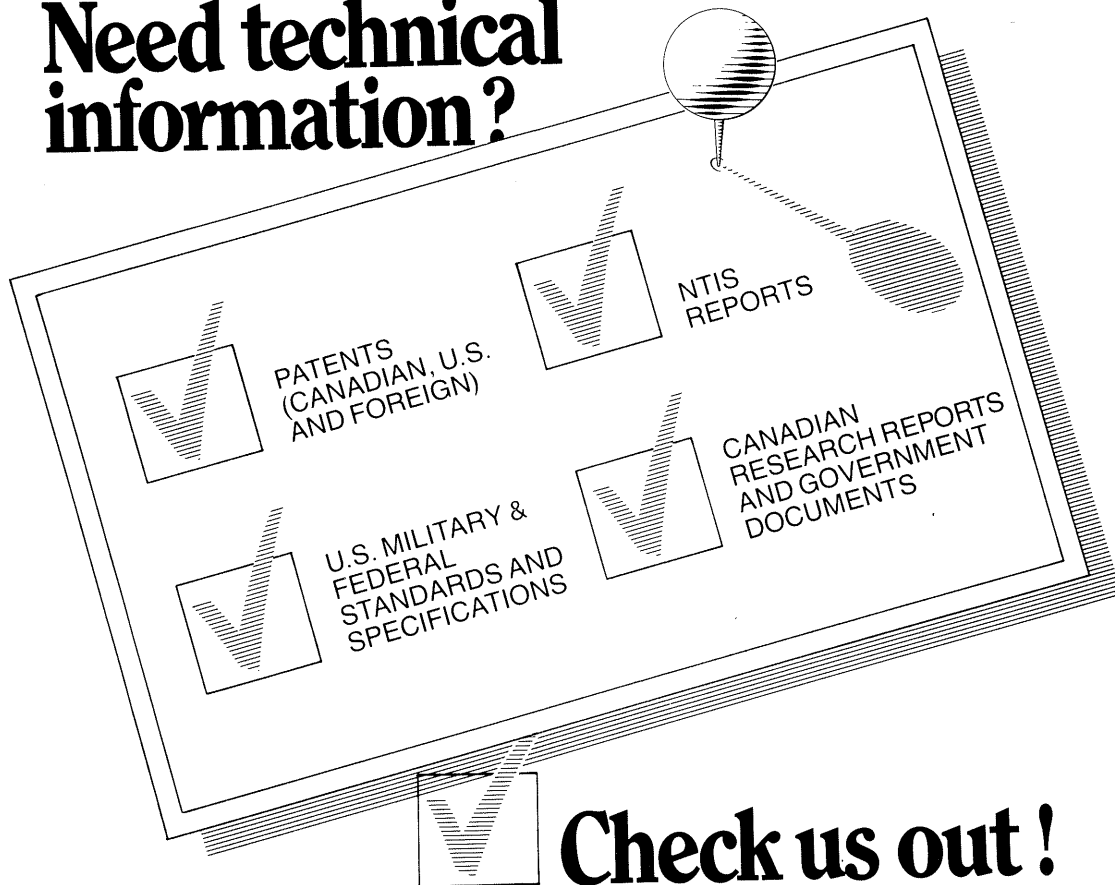 Need technical
information?
PATENTS
(CANADIAN, U.S.
AND FOREIGN)
NTIS
REPORTS
U.S. MILITARY &
FEDERAL
STANDARDS AND
SPECIFICATIONS
CANADIAN
RESEARCH REPORTS
AND GOVERNMENT
DOCUMENTS
Check us out!